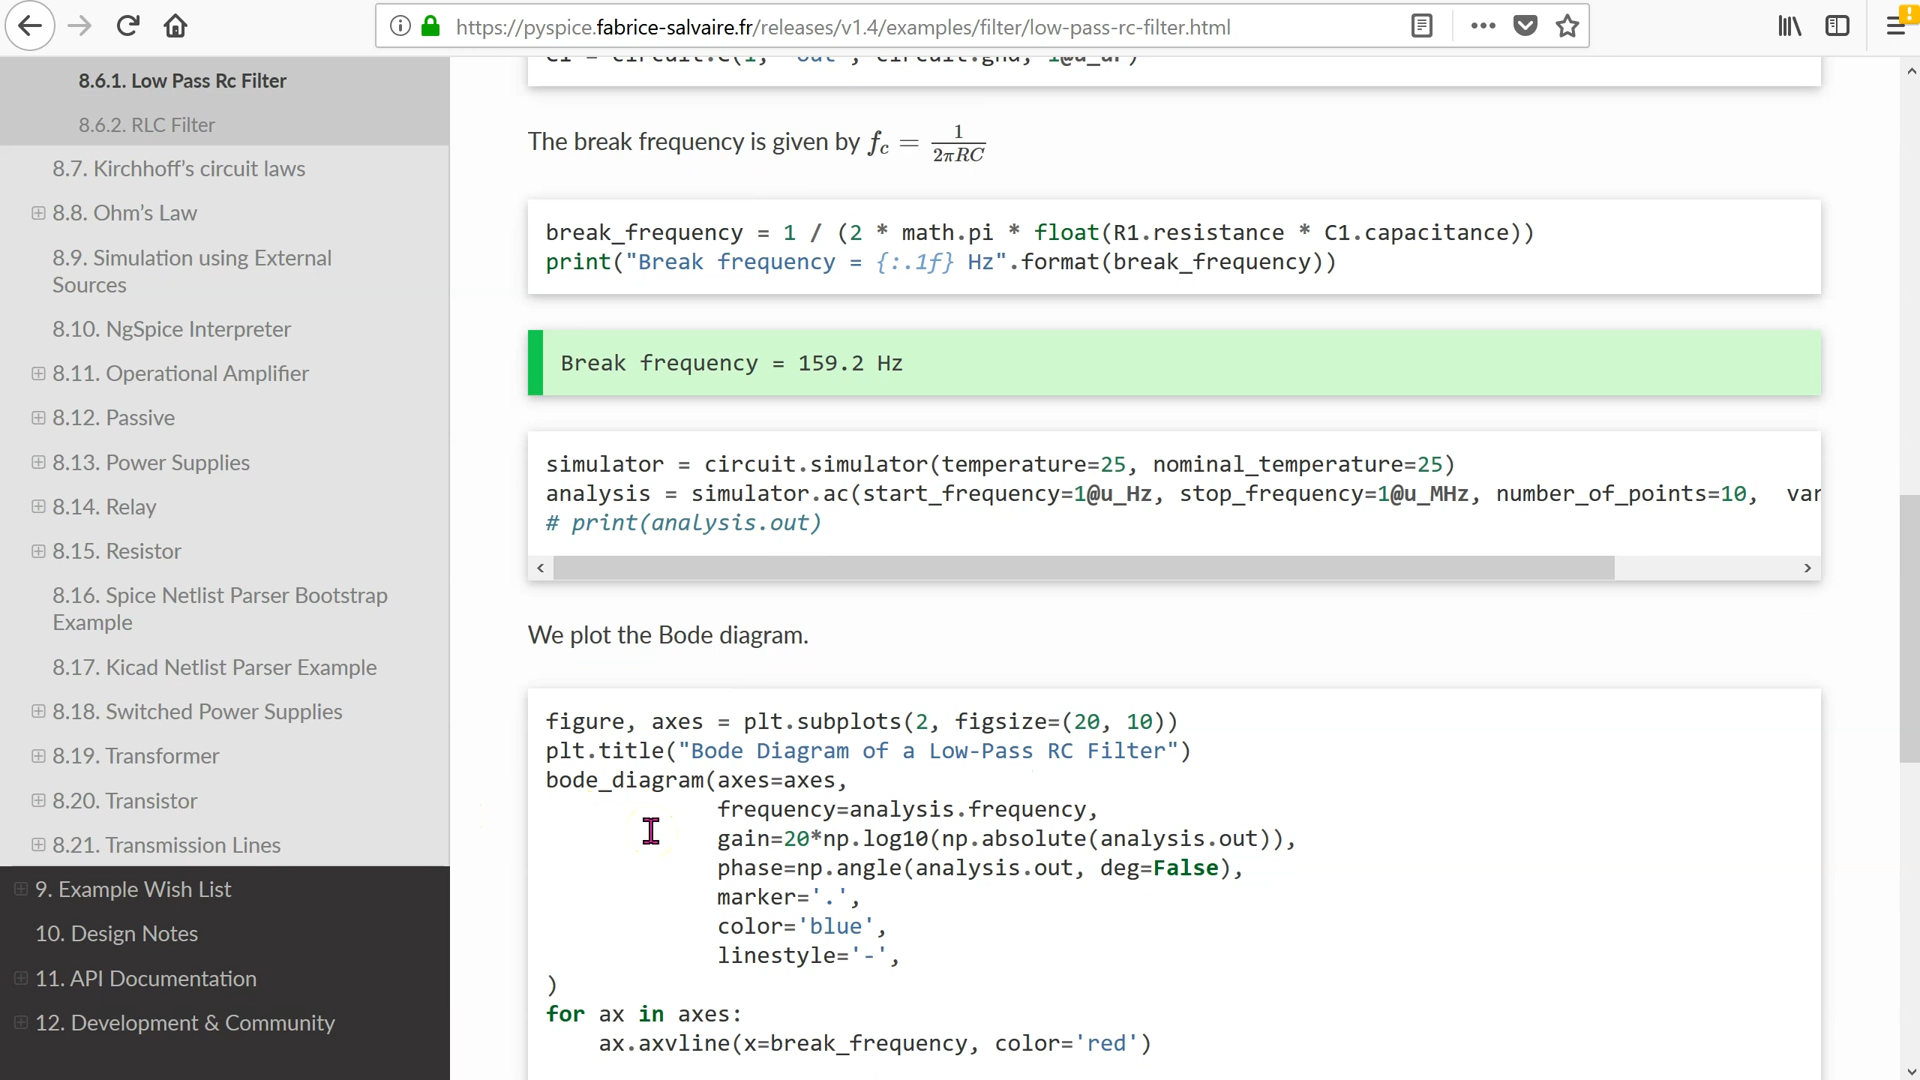 https://pyspice.fabrice-salvaire.fr/releases/v1.4/examples/filter/low-pass-rc-filter.html
8.6.1. Low Pass Rc Filter
8.6.2. RLC Filter
8.7. Kirchhoff’s circuit laws
8.8. Ohm’s Law
8.9. Simulation using External
Sources
8.10. NgSpice Interpreter
8.11. Operational Amplifier
8.12. Passive
8.13. Power Supplies
8.14. Relay
8.15. Resistor
8.16. Spice Netlist Parser Bootstrap
Example
8.17. Kicad Netlist Parser Example
8.18. Switched Power Supplies
8.19. Transformer
8.20. Transistor
8.21. Transmission Lines
9. Example Wish List
10. Design Notes
11. API Documentation
12. Development & Community
C1 = circuit.C(1, 'out', circuit.gnd, 1@u_uF)
The break frequency is given by f_c = 1/(2πRC)
break_frequency = 1 / (2 * math.pi * float(R1.resistance * C1.capacitance))
print("Break frequency = {:.1f} Hz".format(break_frequency))
Break frequency = 159.2 Hz
simulator = circuit.simulator(temperature=25, nominal_temperature=25)
analysis = simulator.ac(start_frequency=1@u_Hz, stop_frequency=1@u_MHz, number_of_points=10,  var
# print(analysis.out)
We plot the Bode diagram.
figure, axes = plt.subplots(2, figsize=(20, 10))
plt.title("Bode Diagram of a Low-Pass RC Filter")
bode_diagram(axes=axes,
frequency=analysis.frequency,
gain=20*np.log10(np.absolute(analysis.out)),
phase=np.angle(analysis.out, deg=False),
marker='.',
color='blue',
linestyle='-',
)
for ax in axes:
ax.axvline(x=break_frequency, color='red')